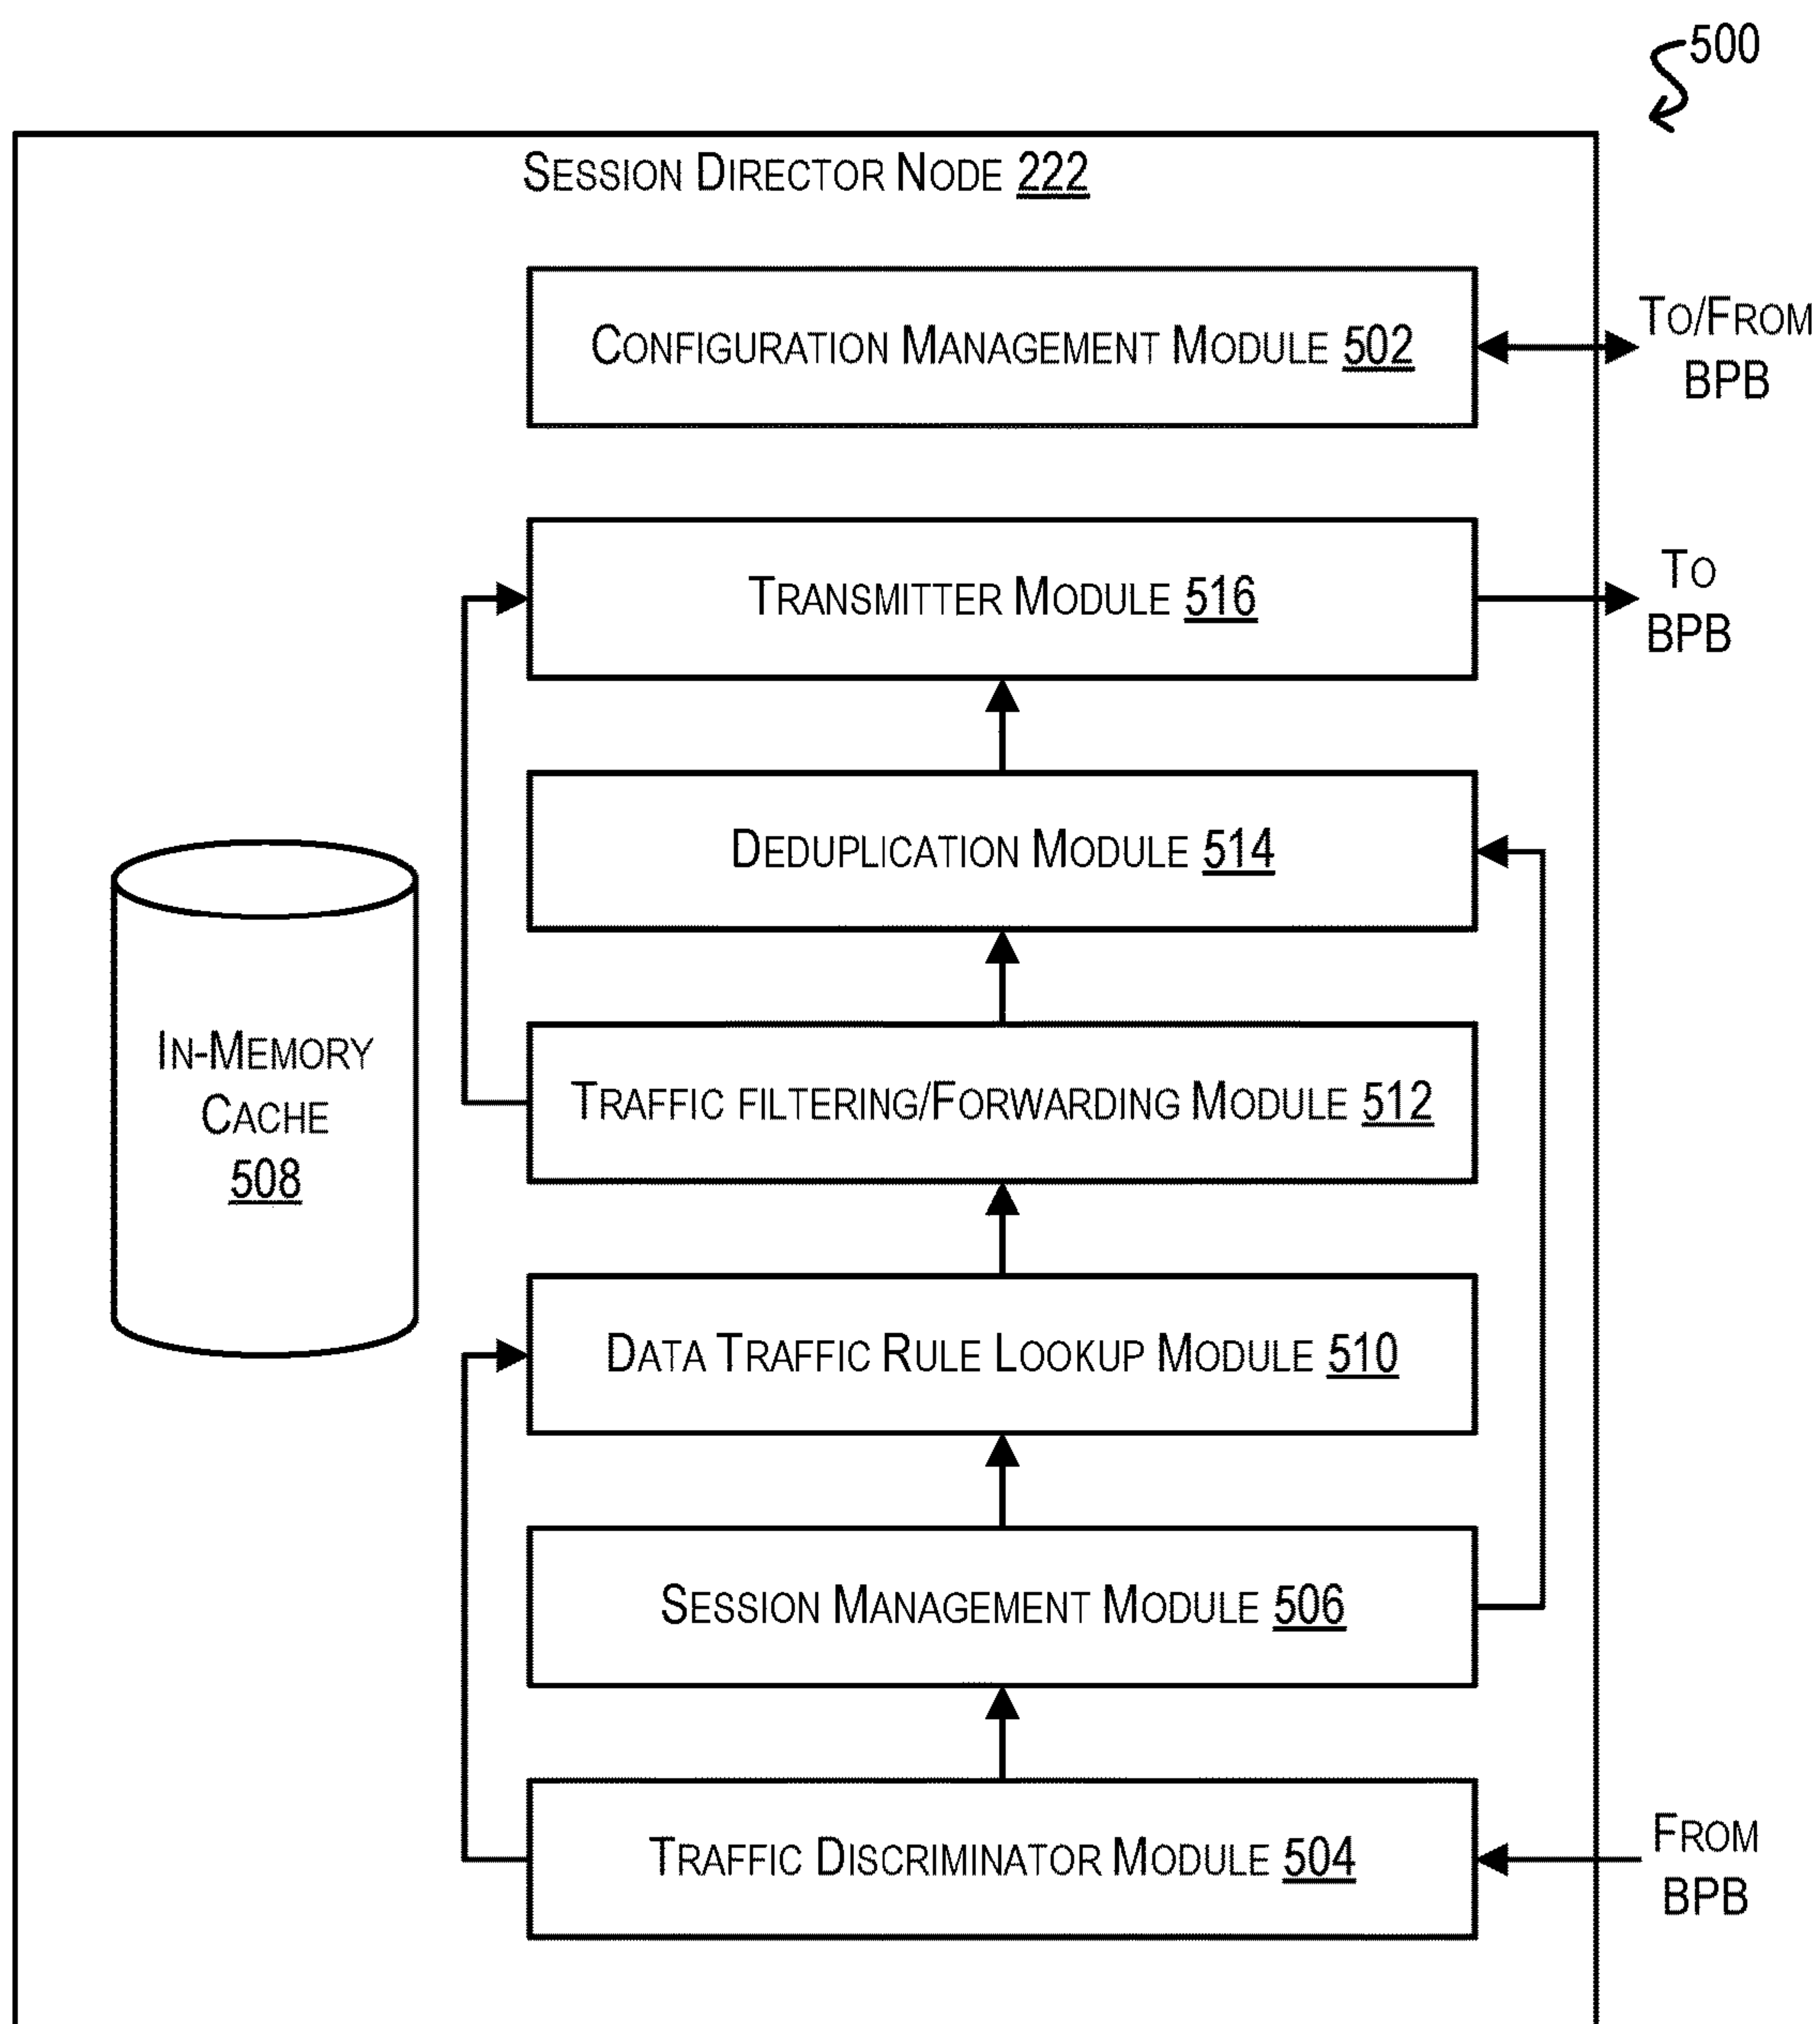 500
SESSION DIRECTOR NODE 222
CONFIGURATION MANAGEMENT MODULE 502
TO/FROM
BPB
TRANSMITTER MODULE 516
TO
BPB
DEDUPLICATION MODULE 514
IN-MEMORY
CACHE
508
TRAFFIC FILTERING/FORWARDING MODULE 512
DATA TRAFFIC RULE LOOKUP MODULE 510
SESSION MANAGEMENT MODULE 506
TRAFFIC DISCRIMINATOR MODULE 504
FROM
BPB